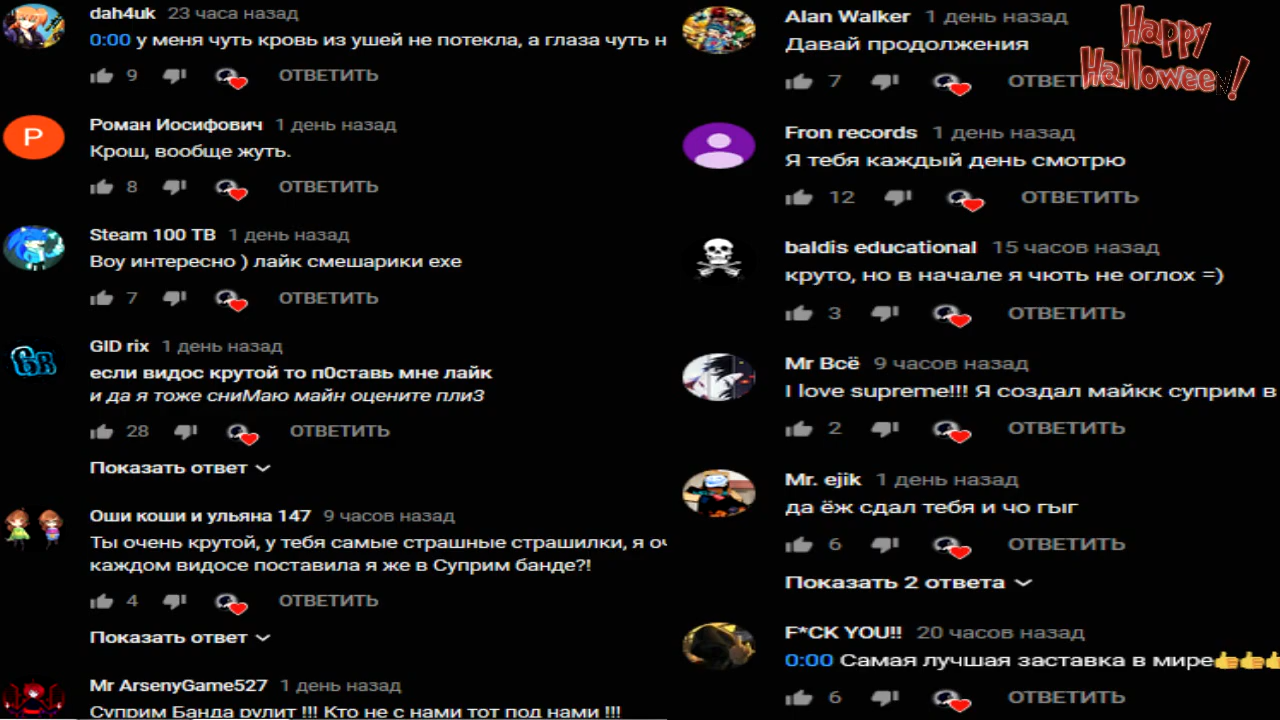 dah4uk 23 часа назад
0:00 у меня чуть кровь из ушей не потекла, а глаза чуть н
9 ОТВЕТИТЬ
Роман Иосифович 1 день назад
Крош, вообще жуть.
8 ОТВЕТИТЬ
Steam 100 TB 1 день назад
Воу интересно ) лайк смешарики ехе
7 ОТВЕТИТЬ
GID rix 1 день назад
если видос крутой то п0ставь мне лайк
и да я тоже сниМаю майн оцените плиЗ
28 ОТВЕТИТЬ
Показать ответ
Оши коши и ульяна 147 9 часов назад
Ты очень крутой, у тебя самые страшные страшилки, я оч
каждом видосе поставила я же в Суприм банде?!
4 ОТВЕТИТЬ
Показать ответ
Mr ArsenyGame527 1 день назад
Суприм Банда рулит !!! Кто не с нами тот под нами !!!
Alan Walker 1 день назад
Давай продолжения
7 ОТВЕТ
Happy
Halloween!
Fron records 1 день назад
Я тебя каждый день смотрю
12 ОТВЕТИТЬ
baldis educational 15 часов назад
круто, но в начале я чють не оглох =)
3 ОТВЕТИТЬ
Mr Всё 9 часов назад
I love supreme!!! Я создал майкк суприм в
2 ОТВЕТИТЬ
Mr. ejik 1 день назад
да ёж сдал тебя и чо гыг
6 ОТВЕТИТЬ
Показать 2 ответа
F*CK YOU!! 20 часов назад
0:00 Самая лучшая заставка в мире👍👍👍
6 ОТВЕТИТЬ